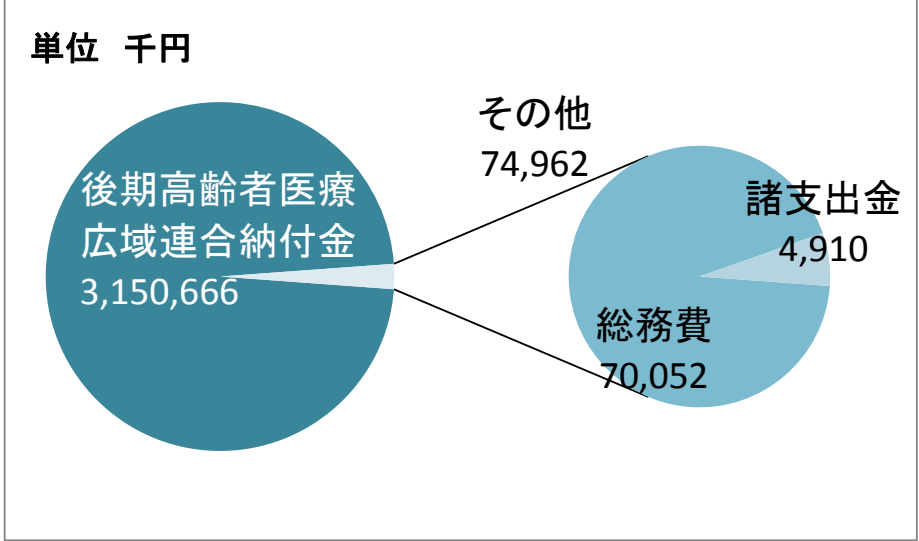 単位 千円
後期高齢者医療
広域連合納付金
3,150,666
その他
74,962
諸支出金
4,910
総務費
70,052